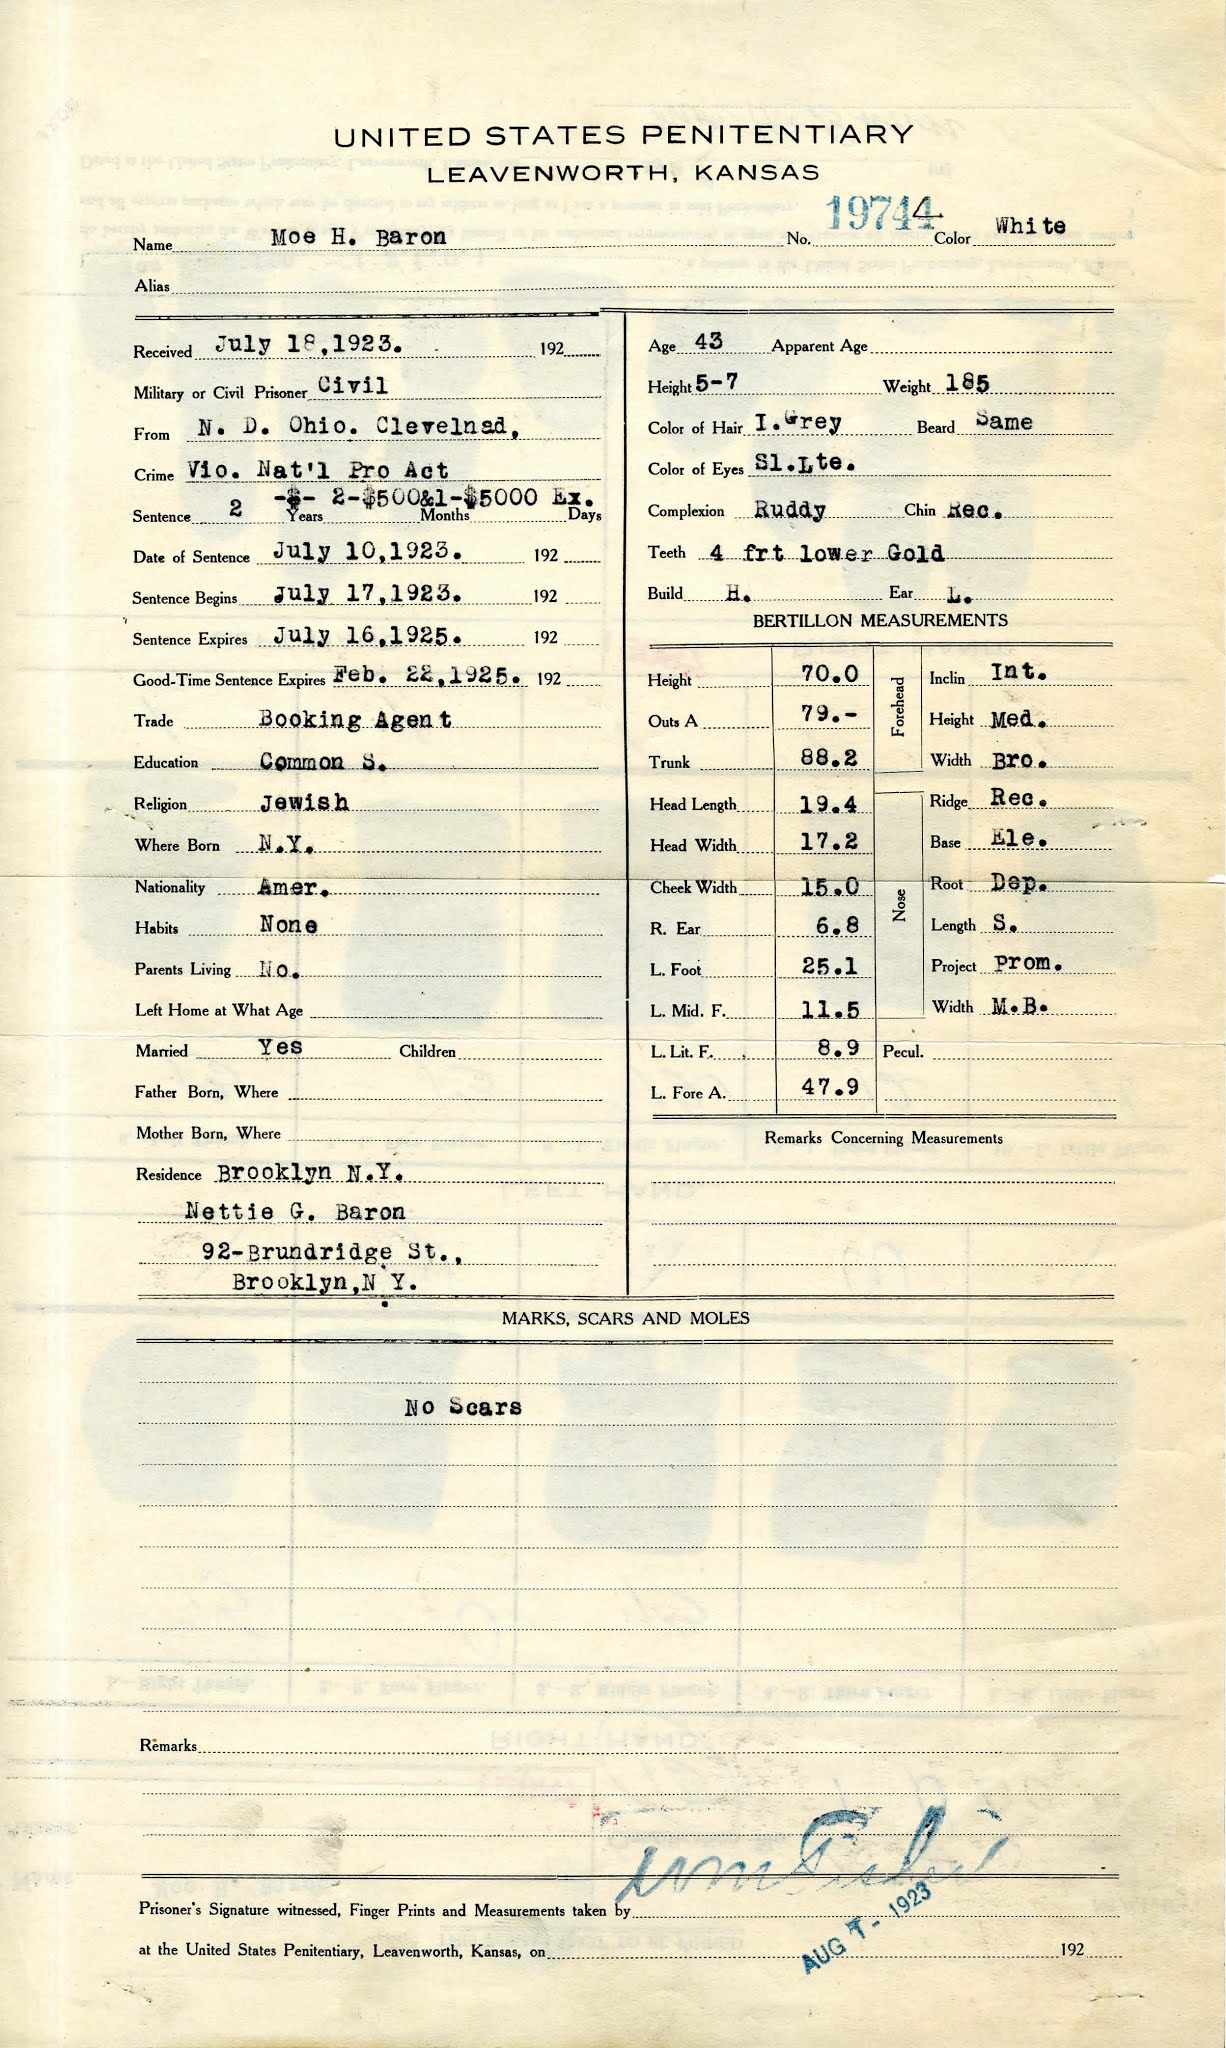 UNITED STATES PENITENTIARY
LEAVENWORTH, KANSAS
Name Moe H. Baron No. 19744 Color White
Alias
Received July 18,1923. 192
Military or Civil Prisoner Civil
From N. D. Ohio. Clevelnad,
Crime Vio. Nat'l Pro Act
-$- 2-$500&1-$5000 Ex.
Sentence 2 Years Months Days
Date of Sentence July 10,1923. 192
Sentence Begins July 17,1923. 192
Sentence Expires July 16,1925. 192
Good-Time Sentence Expires Feb. 22,1925. 192
Trade Booking Agent
Education Common S.
Religion Jewish
Where Born N.Y.
Nationality Amer.
Habits None
Parents Living No.
Left Home at What Age
Married Yes Children
Father Born, Where
Mother Born, Where
Residence Brooklyn N.Y.
Nettie G. Baron
92-Brundridge St.,
Brooklyn,N.Y.
Age 43 Apparent Age
Height 5-7 Weight 185
Color of Hair I.Grey Beard Same
Color of Eyes Sl.Lte.
Complexion Ruddy Chin Rec.
Teeth 4 frt lower Gold
Build H. Ear L.
BERTILLON MEASUREMENTS
Height 70.0
Outs A 79.-
Trunk 88.2
Head Length 19.4
Head Width 17.2
Cheek Width 15.0
R. Ear 6.8
L. Foot 25.1
L. Mid. F. 11.5
L. Lit. F. 8.9
L. Fore A. 47.9
Forehead
Inclin Int.
Height Med.
Width Bro.
Nose
Ridge Rec.
Base Ele.
Root Dep.
Length S.
Project Prom.
Width M.B.
Pecul.
Remarks Concerning Measurements
MARKS, SCARS AND MOLES
No Scars
Remarks
Prisoner's Signature witnessed, Finger Prints and Measurements taken by
at the United States Penitentiary, Leavenworth, Kansas, on AUG 1 - 1923 192